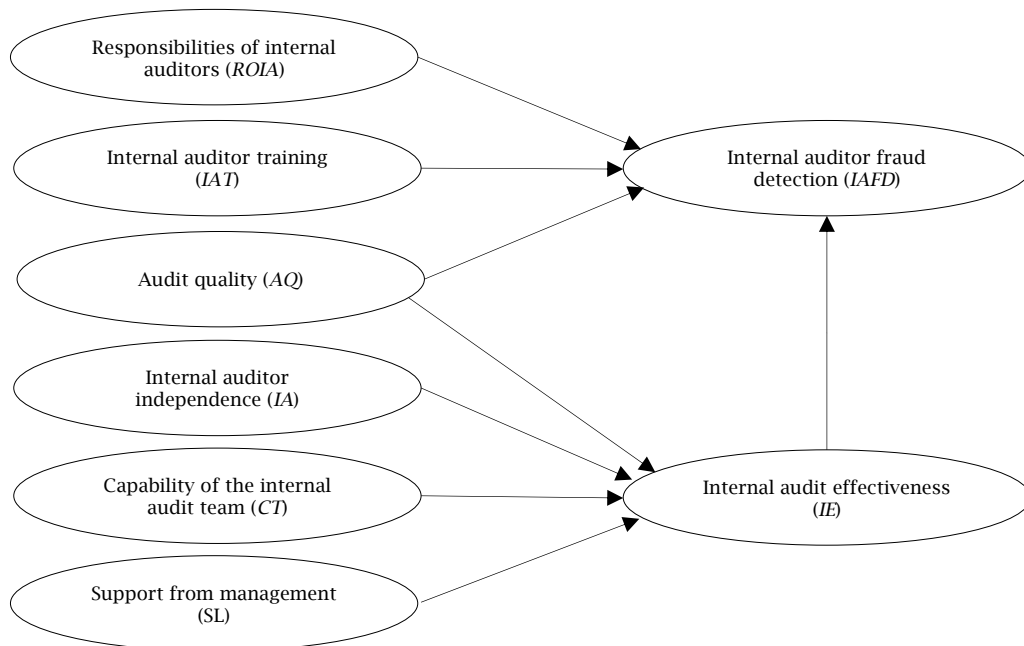 Responsibilities of internal
auditors (ROIA)
Internal auditor training
(IAT)
Audit quality (AQ)
Internal auditor
independence (IA)
Capability of the internal
audit team (CT)
Support from management
(SL)
Internal auditor fraud
detection (IAFD)
Internal audit effectiveness
(IE)